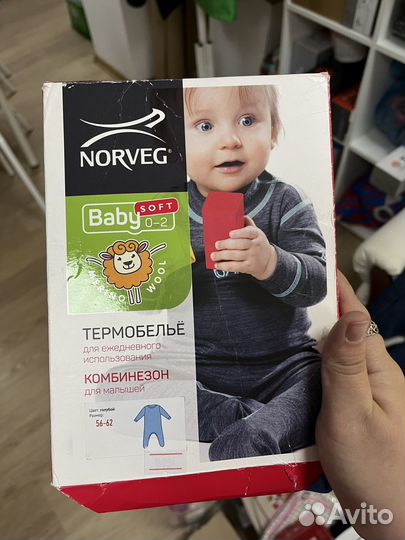 NORVEG®
Baby SOFT
0-2
MERINO WOOL
ТЕРМОБЕЛЬЁ
для ежедневного
использования
КОМБИНЕЗОН
для малышей
Цвет: голубой
Размер:
56-62
Avito